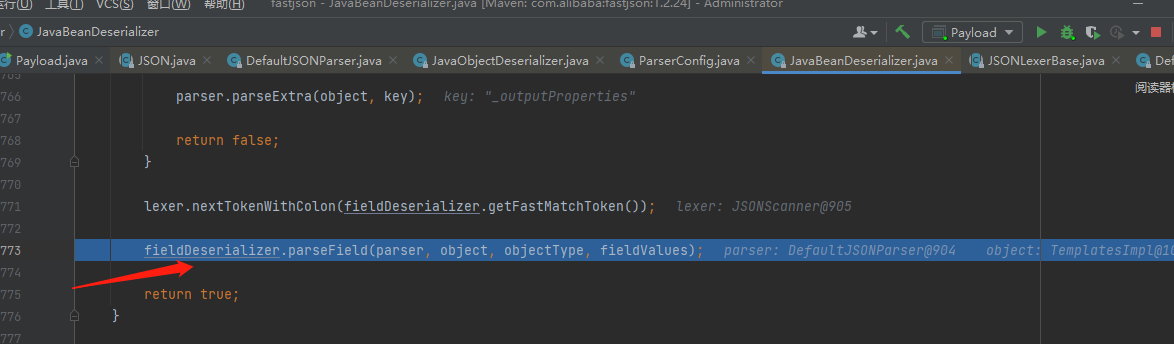 运行(U) 工具(T) VCS(S) 窗口(W) 帮助(H) fastjson - JavaBeanDeserializer.java [Maven: com.alibaba:fastjson:1.2.24] - Administrator
r JavaBeanDeserializer Payload
Payload.java JSON.java DefaultJSONParser.java JavaObjectDeserializer.java ParserConfig.java JavaBeanDeserializer.java JSONLexerBase.java Def
765 阅读器
766 parser.parseExtra(object, key); key: "_outputProperties"
767
768 return false;
769 }
770
771 lexer.nextTokenWithColon(fieldDeserializer.getFastMatchToken()); lexer: JSONScanner@905
773 fieldDeserializer.parseField(parser, object, objectType, fieldValues); parser: DefaultJSONParser@904 object: TemplatesImpl@10
774
775 return true;
776 }
777